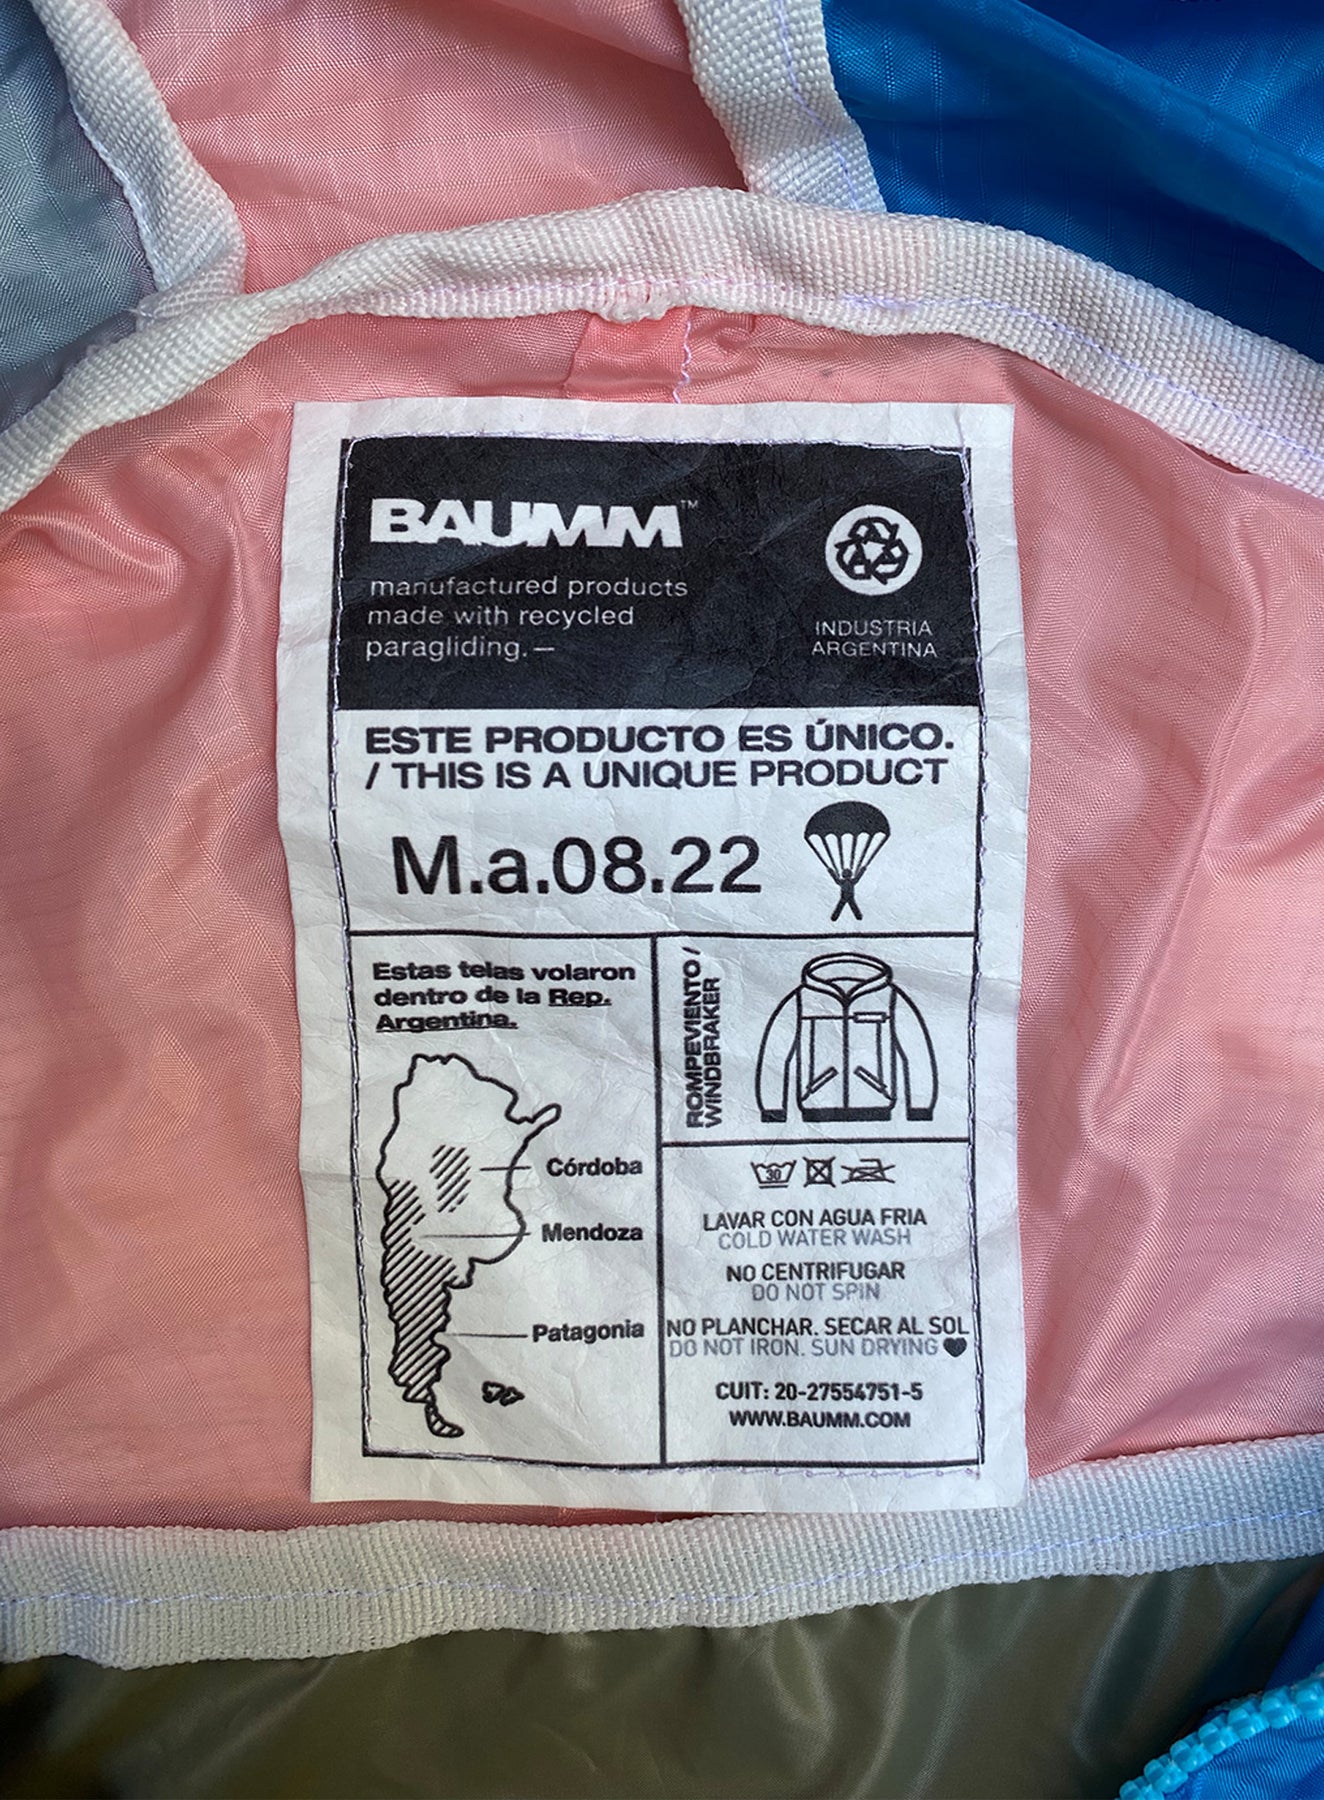 BAUMM™
manufactured products
made with recycled
paragliding.—
INDUSTRIA
ARGENTINA
ESTE PRODUCTO ES ÚNICO.
/ THIS IS A UNIQUE PRODUCT
M.a.08.22
Estas telas volaron
dentro de la Rep.
Argentina.
Córdoba
Mendoza
Patagonia
ROMPEVIENTO /
WINDBRAKER
30
LAVAR CON AGUA FRIA
COLD WATER WASH
NO CENTRIFUGAR
DO NOT SPIN
NO PLANCHAR. SECAR AL SOL
DO NOT IRON. SUN DRYING
CUIT: 20-27554751-5
WWW.BAUMM.COM